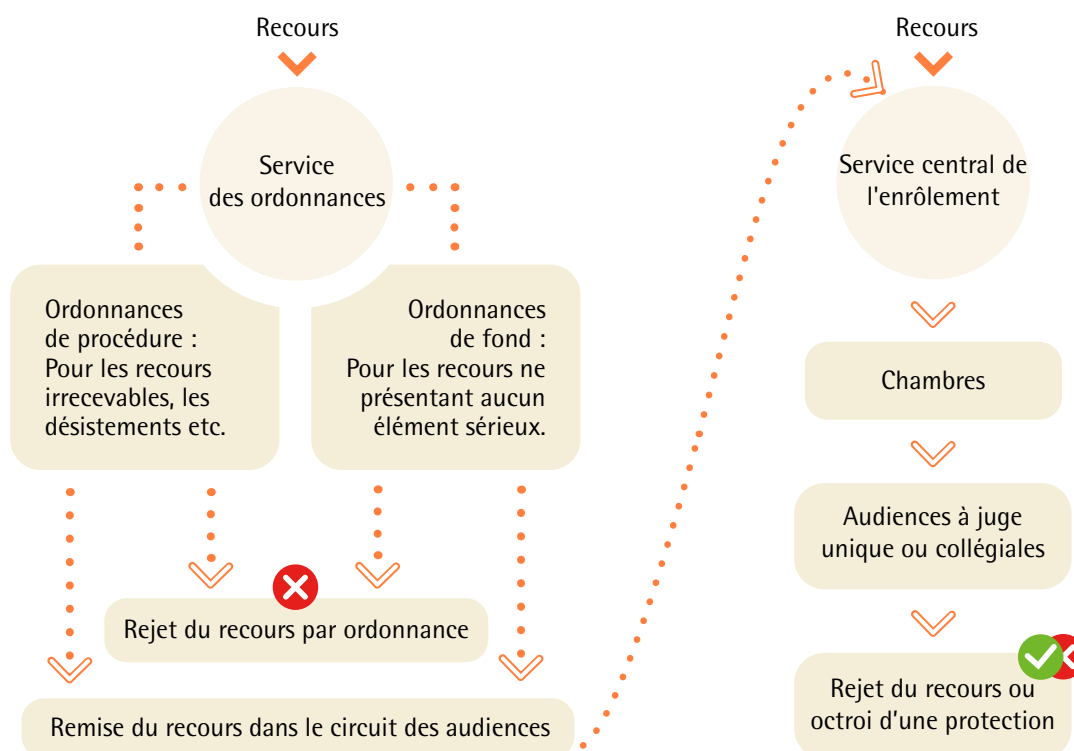 Recours
Service
des ordonnances
Ordonnances
de procédure :
Pour les recours
irrecevables, les
désistements etc.
Ordonnances
de fond :
Pour les recours ne
présentant aucun
élément sérieux.
Rejet du recours par ordonnance
Remise du recours dans le circuit des audiences
Recours
Service central de
l'enrôlement
Chambres
Audiences à juge
unique ou collégiales
Rejet du recours ou
octroi d’une protection